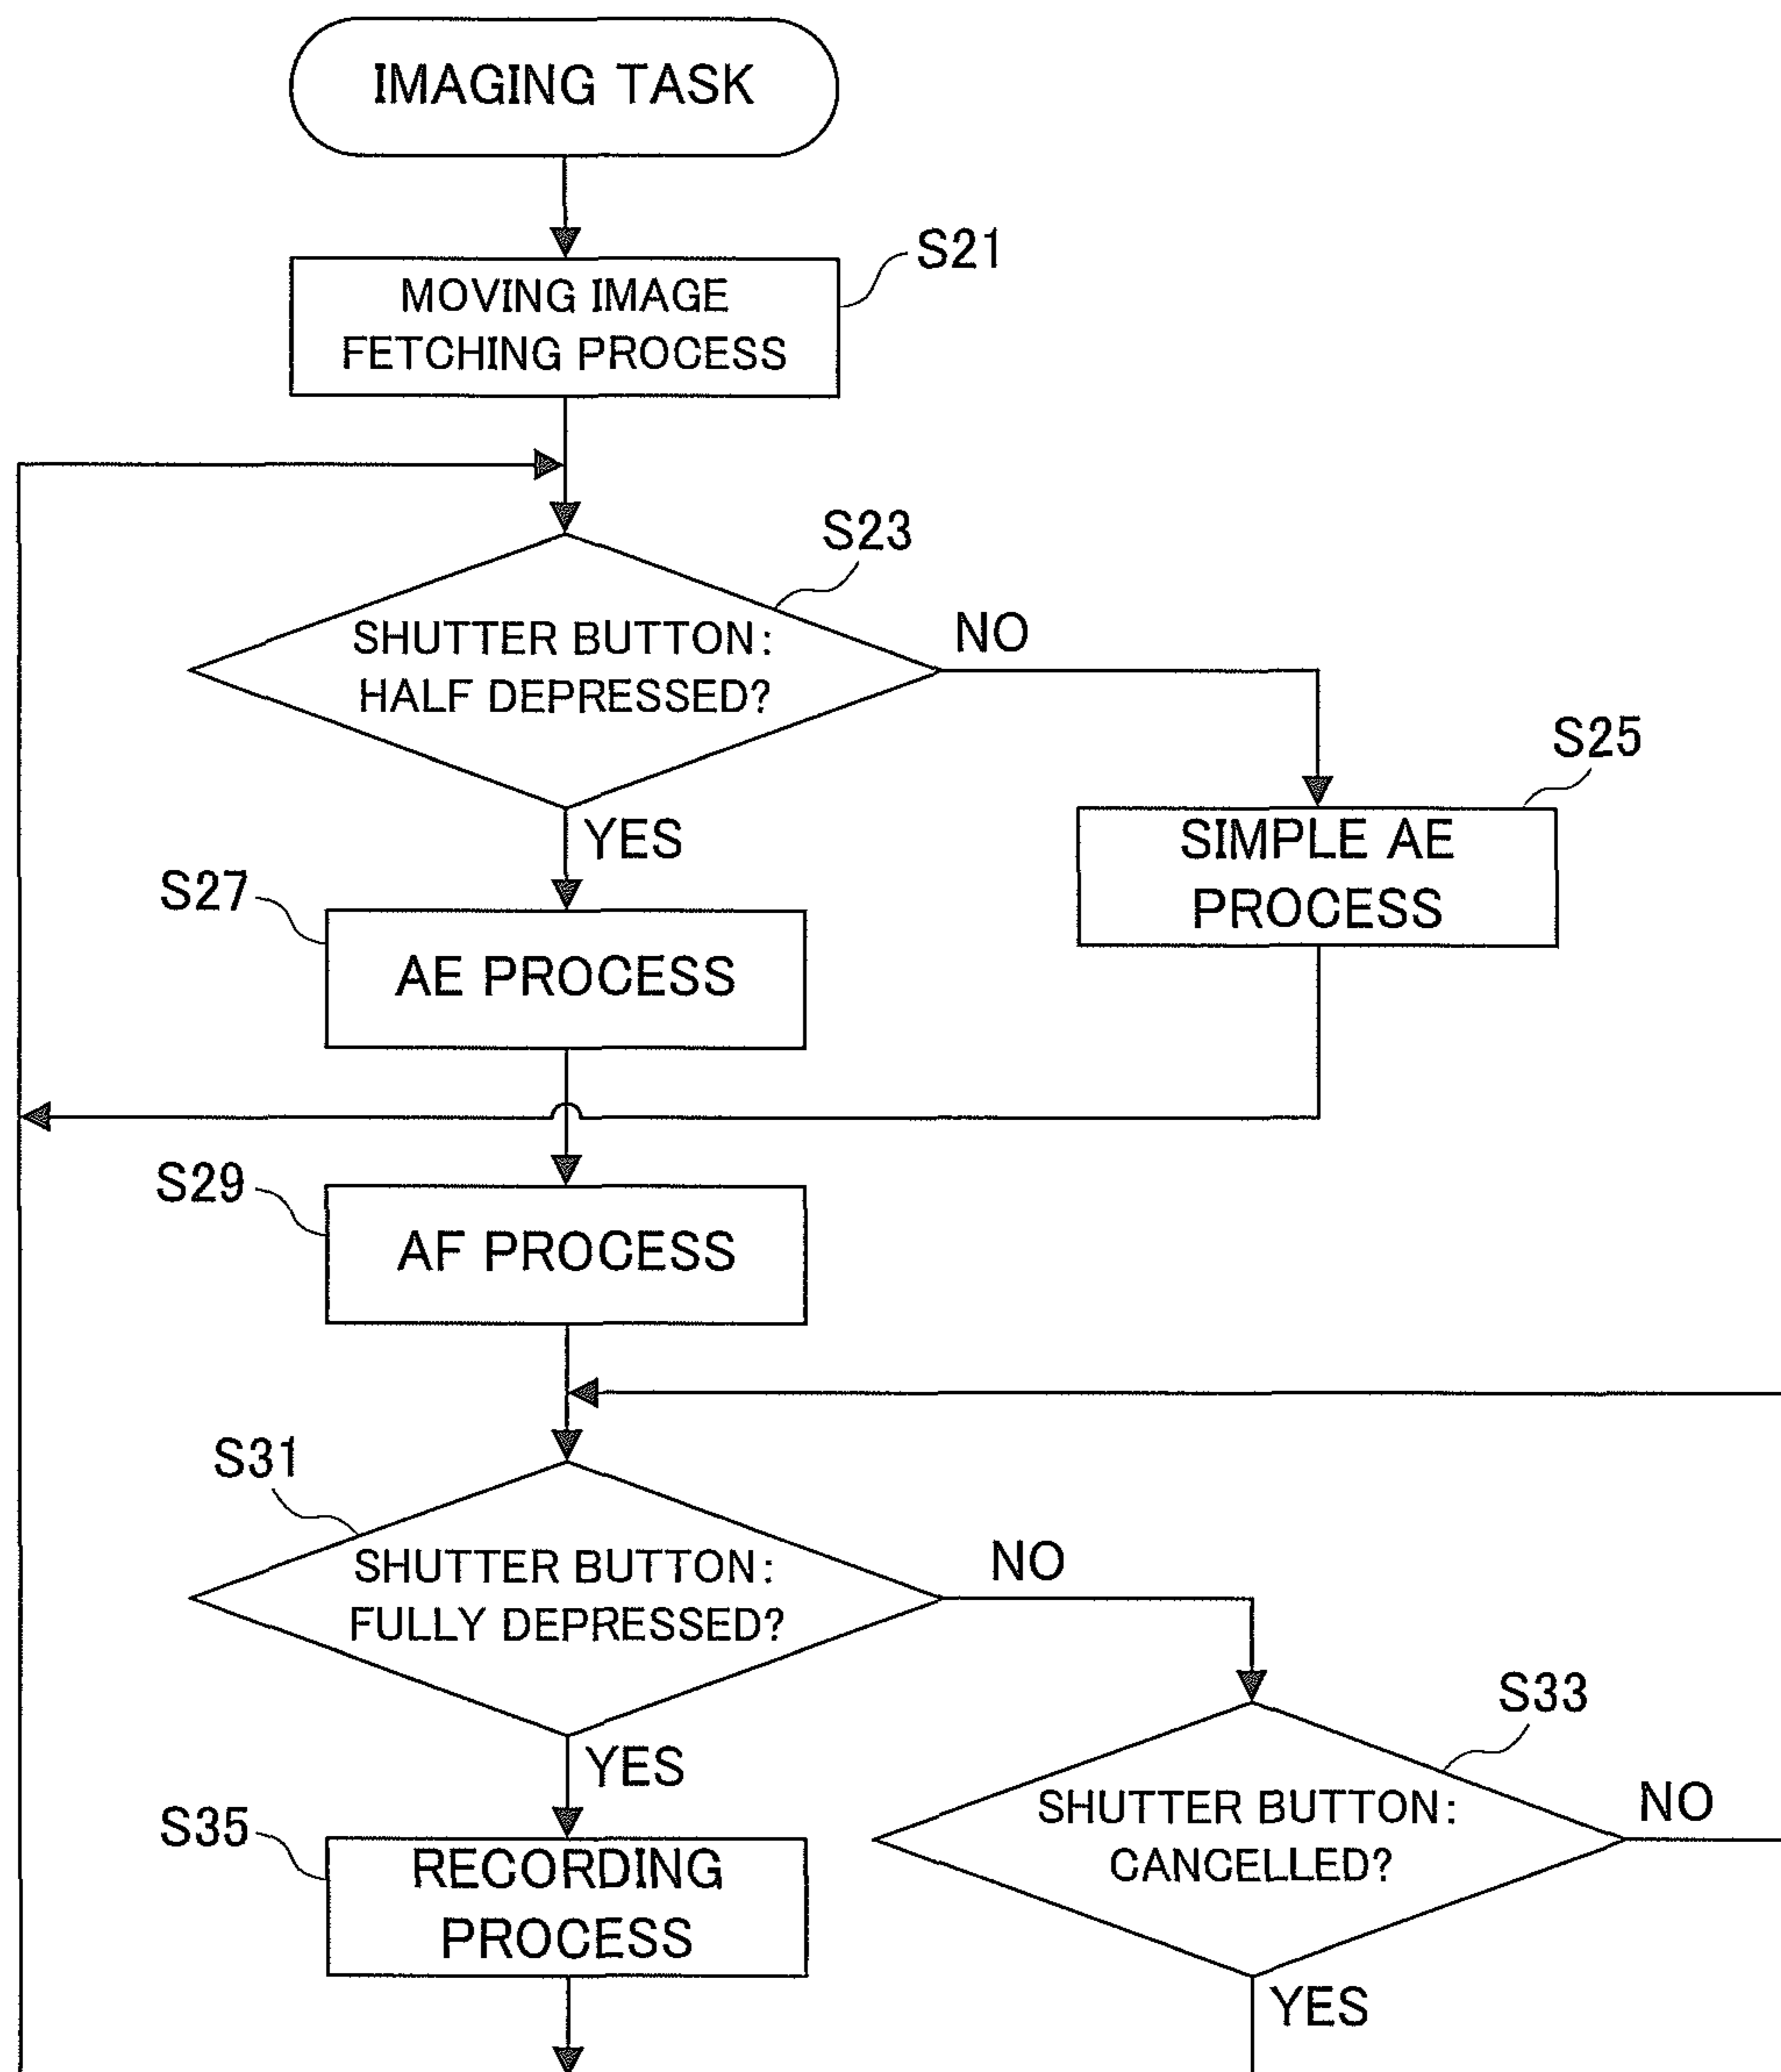 IMAGING TASK
S21
MOVING IMAGE
FETCHING PROCESS
S23
SHUTTER BUTTON:
HALF DEPRESSED?
NO
YES
S25
SIMPLE AE
PROCESS
S27
AE PROCESS
S29
AF PROCESS
S31
SHUTTER BUTTON:
FULLY DEPRESSED?
NO
YES
S33
SHUTTER BUTTON:
CANCELLED?
NO
YES
S35
RECORDING
PROCESS